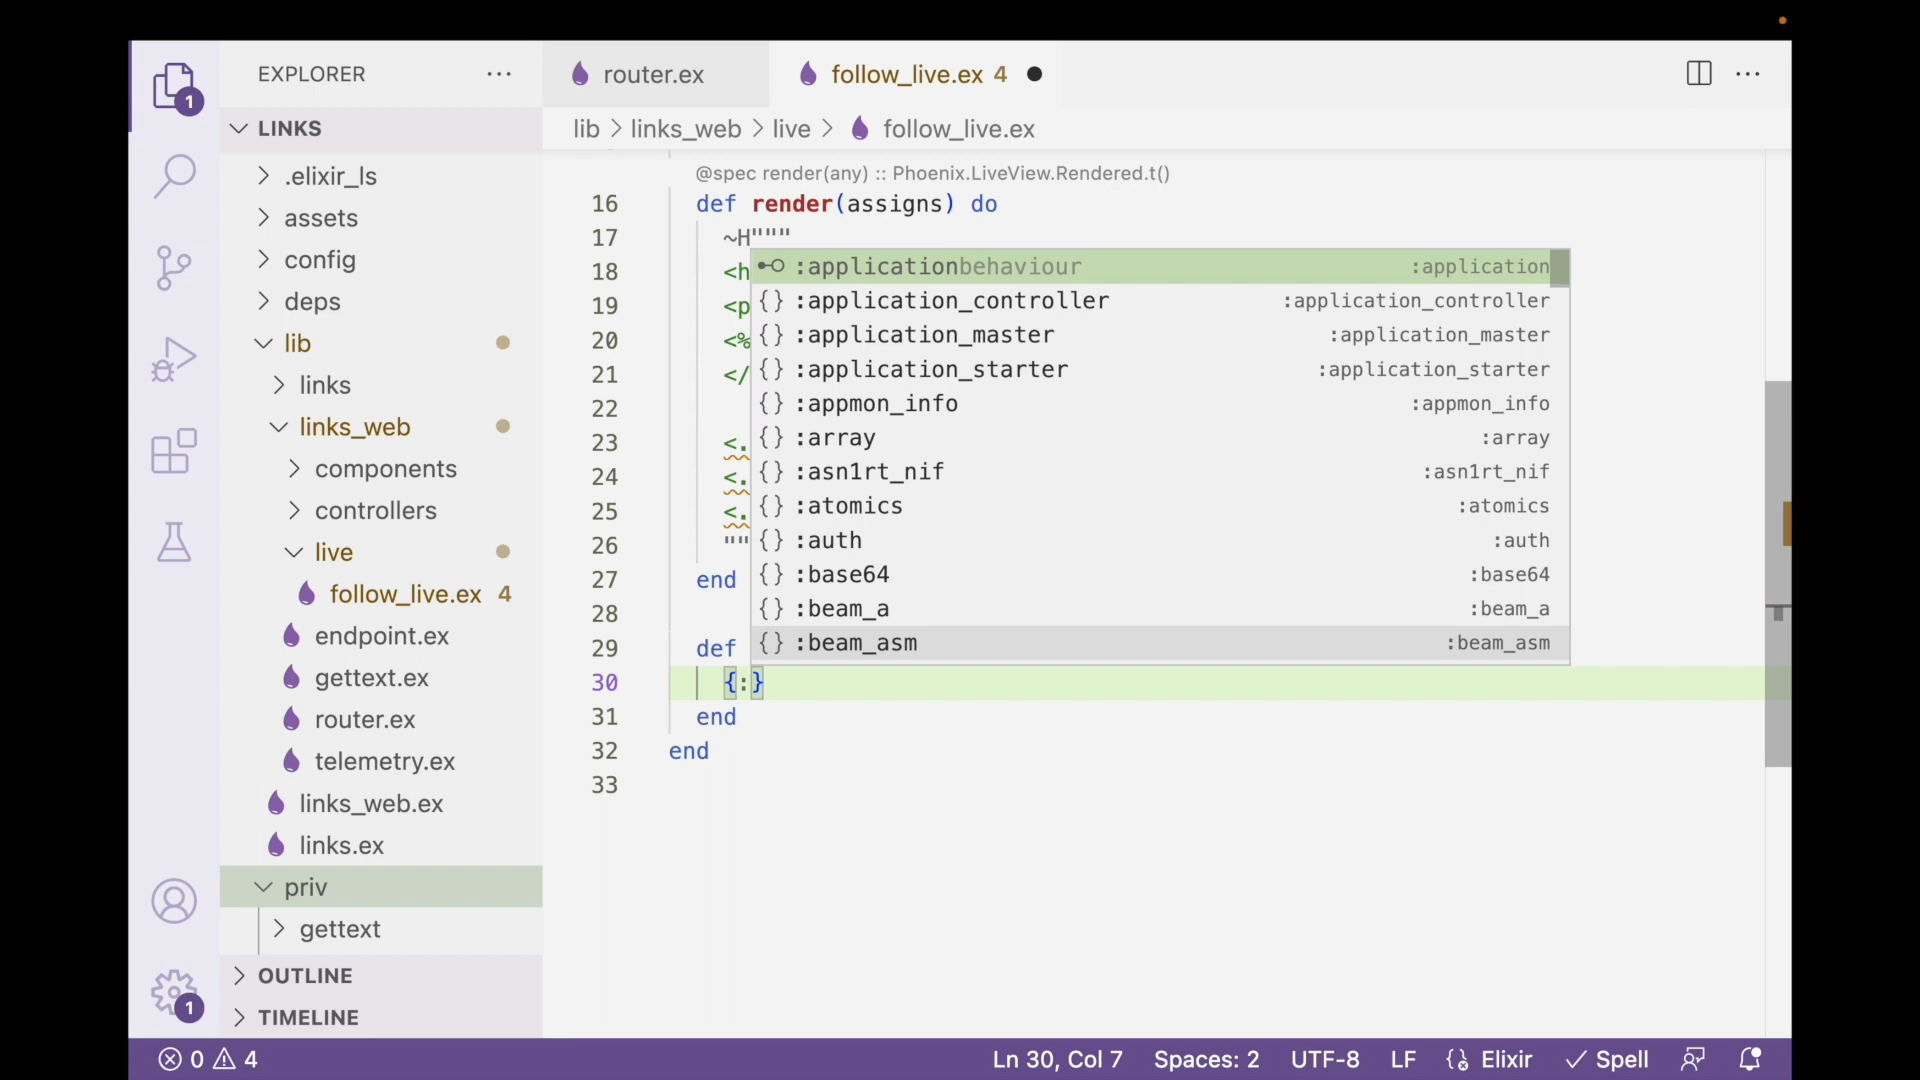 EXPLORER
router.ex
follow_live.ex 4
1
LINKS
lib > links_web > live > follow_live.ex
.elixir_ls
assets
config
deps
lib
links
links_web
components
controllers
live
follow_live.ex 4
endpoint.ex
gettext.ex
router.ex
telemetry.ex
links_web.ex
links.ex
priv
gettext
OUTLINE
TIMELINE
1
@spec render(any) :: Phoenix.LiveView.Rendered.t()
16 def render(assigns) do
17 ~H"""
18 <h
19 <p
20 <%
21 </
22
23 <.
24 <.
25 <.
26 ""
27 end
28
29 def
30 {:}
31 end
32 end
33
:applicationbehaviour :application
:application_controller :application_controller
:application_master :application_master
:application_starter :application_starter
:appmon_info :appmon_info
:array :array
:asn1rt_nif :asn1rt_nif
:atomics :atomics
:auth :auth
:base64 :base64
:beam_a :beam_a
:beam_asm :beam_asm
0 4
Ln 30, Col 7 Spaces: 2 UTF-8 LF Elixir Spell